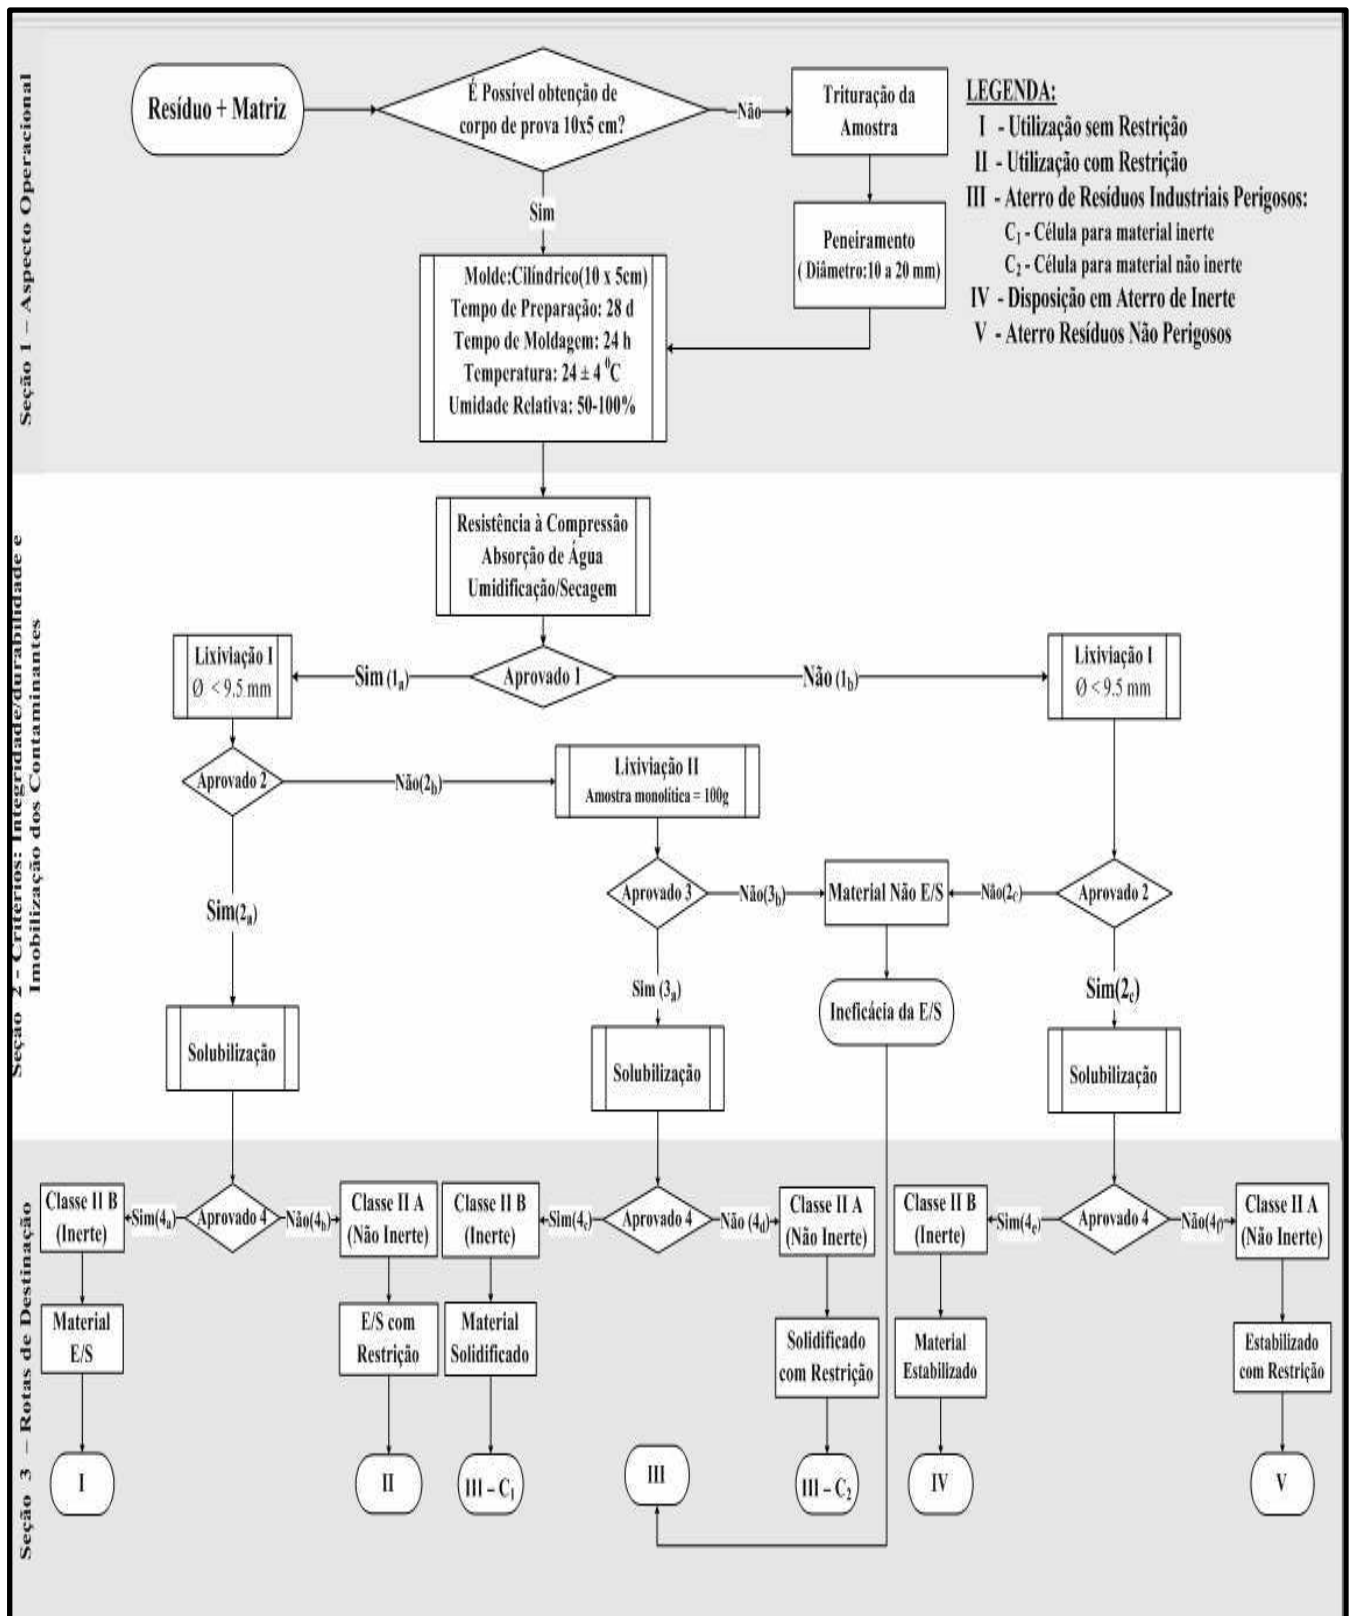 Seção 1 – Aspecto Operacional
Resíduo + Matriz
É Possível obtenção de
corpo de prova 10x5 cm?
Não
Trituração da
Amostra
LEGENDA:
I - Utilização sem Restrição
II - Utilização com Restrição
III - Aterro de Resíduos Industriais Perigosos:
C₁ - Célula para material inerte
C₂ - Célula para material não inerte
IV - Disposição em Aterro de Inerte
V - Aterro Resíduos Não Perigosos
Sim
Peneiramento
( Diâmetro:10 a 20 mm)
Molde:Cilíndrico(10 x 5cm)
Tempo de Preparação: 28 d
Tempo de Moldagem: 24 h
Temperatura: 24 ± 4 ⁰C
Umidade Relativa: 50-100%
Seção 2 - Critérios: Integridade/durabilidade e
Imobilização dos Contaminantes
Resistência à Compressão
Absorção de Água
Umidificação/Secagem
Lixiviação I
Ø < 9.5 mm
Sim (1ₐ)
Aprovado 1
Não (1_b)
Lixiviação I
Ø < 9.5 mm
Aprovado 2
Não(2_b)
Lixiviação II
Amostra monolítica = 100g
Sim(2ₐ)
Aprovado 3
Não(3_b)
Material Não E/S
Não(2_c)
Aprovado 2
Sim (3ₐ)
Ineficácia da E/S
Sim(2_c)
Solubilização
Solubilização
Solubilização
Seção 3 – Rotas de Destinação
Classe II B
(Inerte)
Sim(4ₐ)
Aprovado 4
Não(4_b)
Classe II A
(Não Inerte)
Classe II B
(Inerte)
Sim(4_c)
Aprovado 4
Não (4_d)
Classe II A
(Não Inerte)
Classe II B
(Inerte)
Sim(4ₑ)
Aprovado 4
Não(4_f)
Classe II A
(Não Inerte)
Material
E/S
E/S com
Restrição
Material
Solidificado
Solidificado
com Restrição
Material
Estabilizado
Estabilizado
com Restrição
I
II
III – C₁
III
III – C₂
IV
V